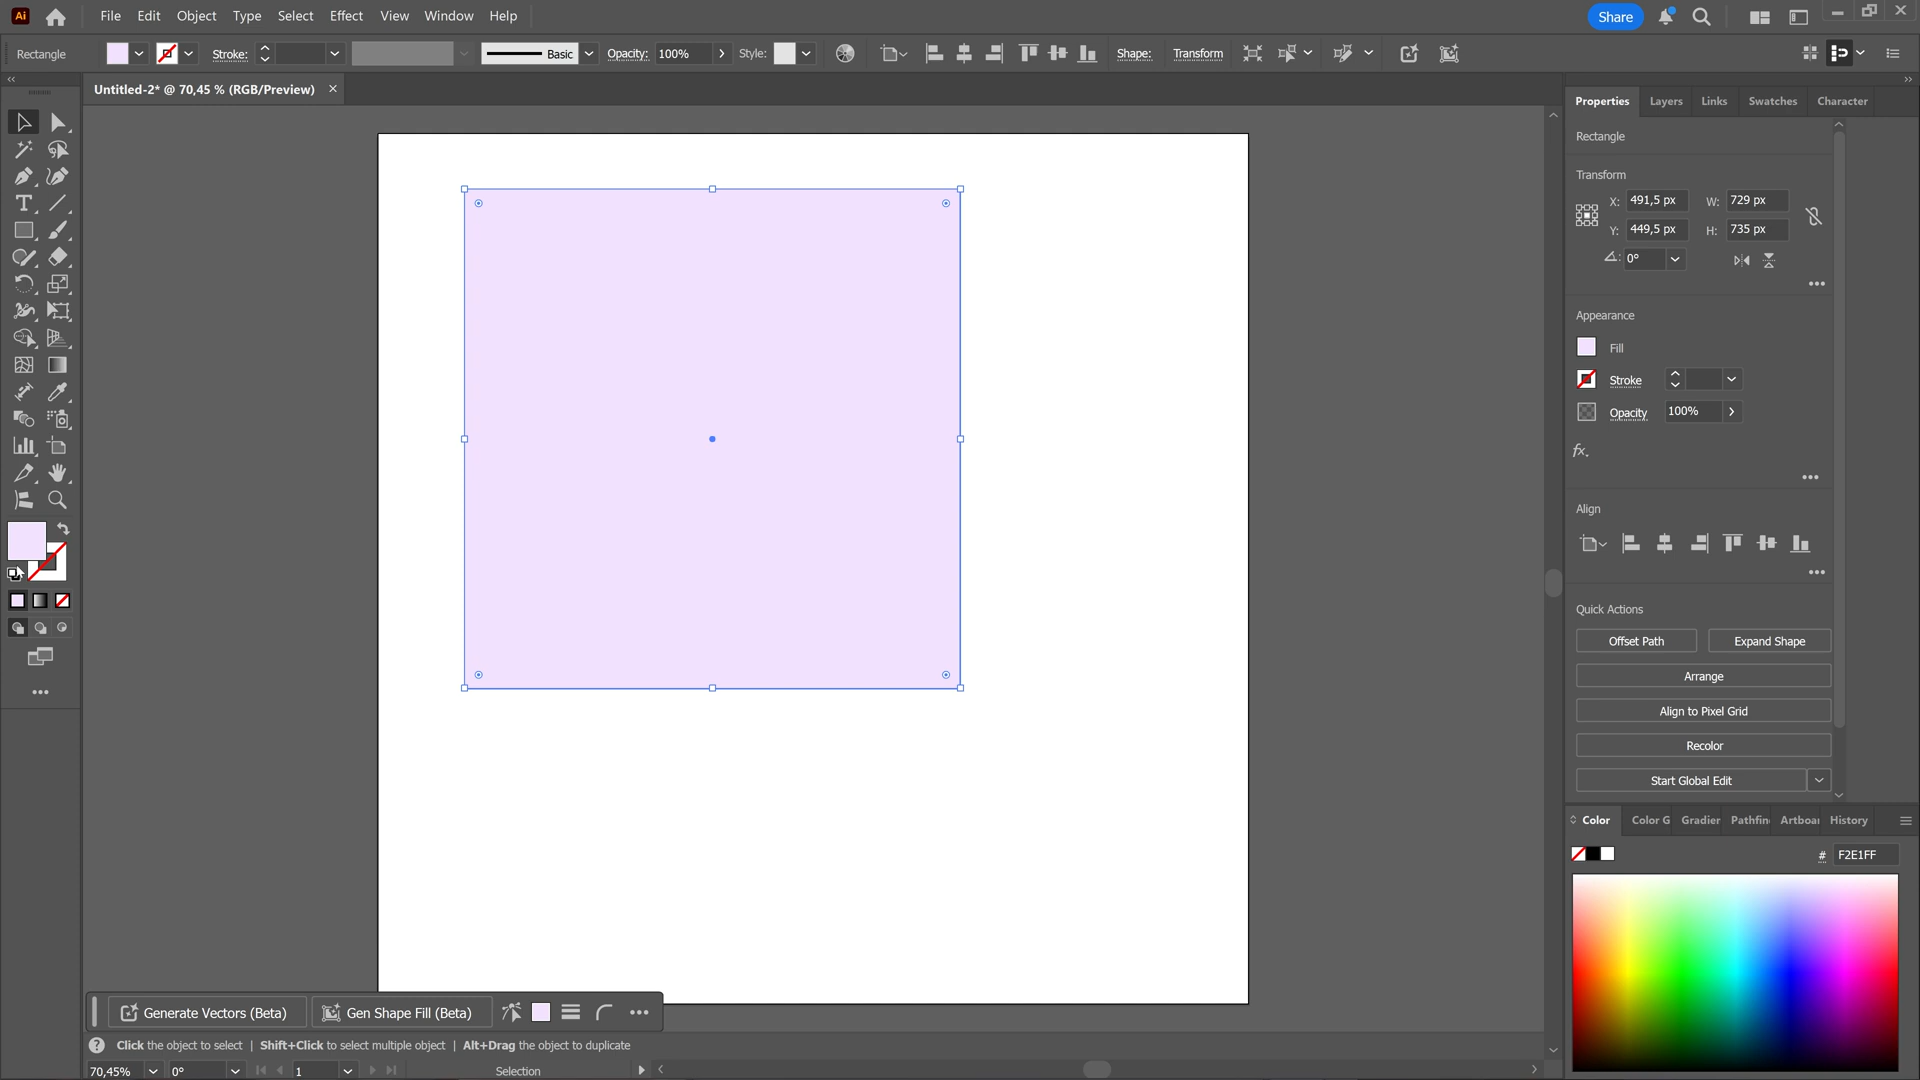 Ai File Edit Object Type Select Effect View Window Help Share
Rectangle Stroke: Basic Opacity: 100% Style: Shape: Transform
Untitled-2* @ 70,45 % (RGB/Preview) ×
Properties Layers Links Swatches Character
Rectangle
Transform
X: 491,5 px W: 729 px
Y: 449,5 px H: 735 px
0°
Appearance
Fill
Stroke
Opacity 100%
fx.
Align
Quick Actions
Offset Path Expand Shape
Arrange
Align to Pixel Grid
Recolor
Start Global Edit
Color Color G Gradier Pathfin Artboar History
# F2E1FF
Generate Vectors (Beta) Gen Shape Fill (Beta)
Click the object to select | Shift+Click to select multiple object | Alt+Drag the object to duplicate
70,45% 0° 1 Selection